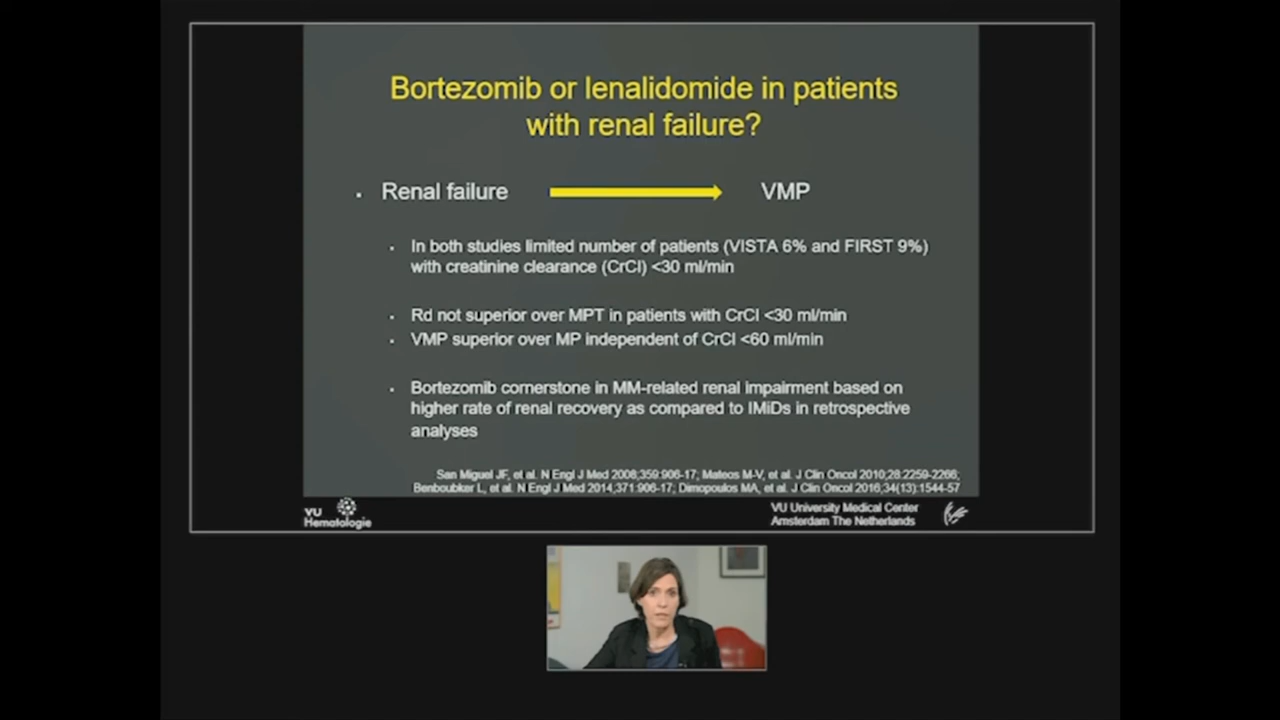 Bortezomib or lenalidomide in patients
with renal failure?
Renal failure
VMP
In both studies limited number of patients (VISTA 6% and FIRST 9%)
with creatinine clearance (CrCl) <30 ml/min
Rd not superior over MPT in patients with CrCl <30 ml/min
VMP superior over MP independent of CrCl <60 ml/min
Bortezomib cornerstone in MM-related renal impairment based on
higher rate of renal recovery as compared to IMiDs in retrospective
analyses
San Miguel JF, et al. N Engl J Med 2008;359:906-17; Mateos M-V, et al. J Clin Oncol 2010;28:2259-2266;
Benboubker L, et al. N Engl J Med 2014;371:906-17; Dimopoulos MA, et al. J Clin Oncol 2016;34(13):1544-57
VU
Hematologie
VU University Medical Center
Amsterdam The Netherlands